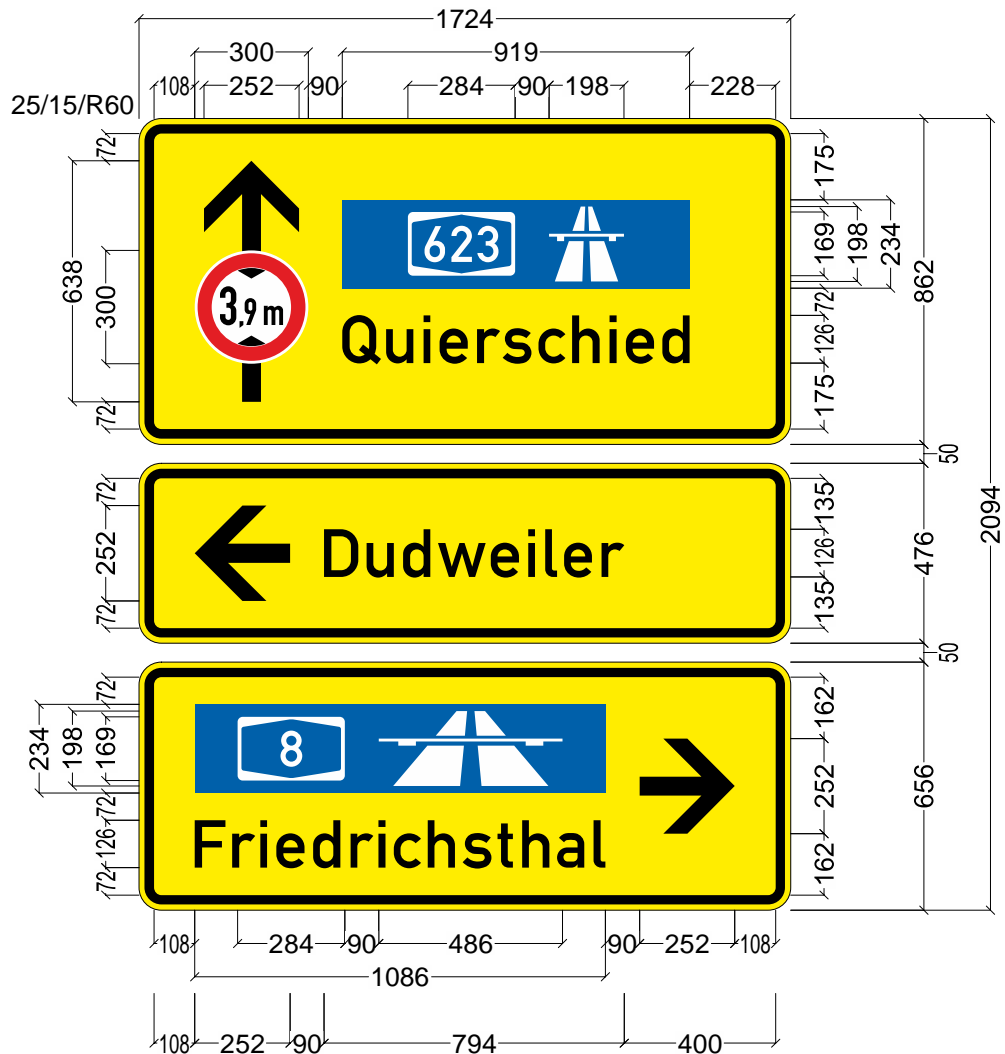 1724
300 919
108 252 90 284 90 198 228
25/15/R60
72 638 300 72
623
3,9 m
Quierschied
175 169 198 234 72 126 175
862
50
72 252 72
Dudweiler
135 126 135
476
2094
50
72 234 198 169 72 126 72
8
Friedrichsthal
162 252 162
656
108 284 90 486 90 252 108
1086
108 252 90 794 400